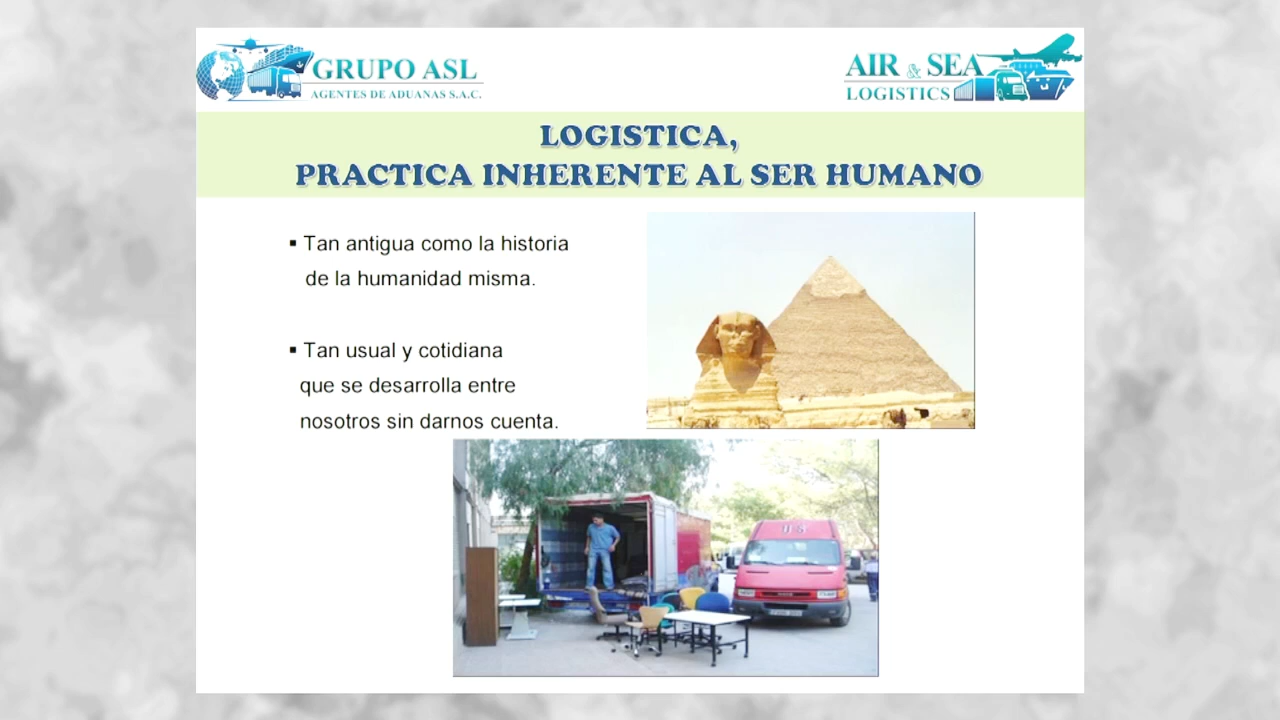 GRUPO ASL
AGENTES DE ADUANAS S.A.C.
AIR & SEA
LOGISTICS
LOGISTICA,
PRACTICA INHERENTE AL SER HUMANO
▪ Tan antigua como la historia
de la humanidad misma.
▪ Tan usual y cotidiana
que se desarrolla entre
nosotros sin darnos cuenta.